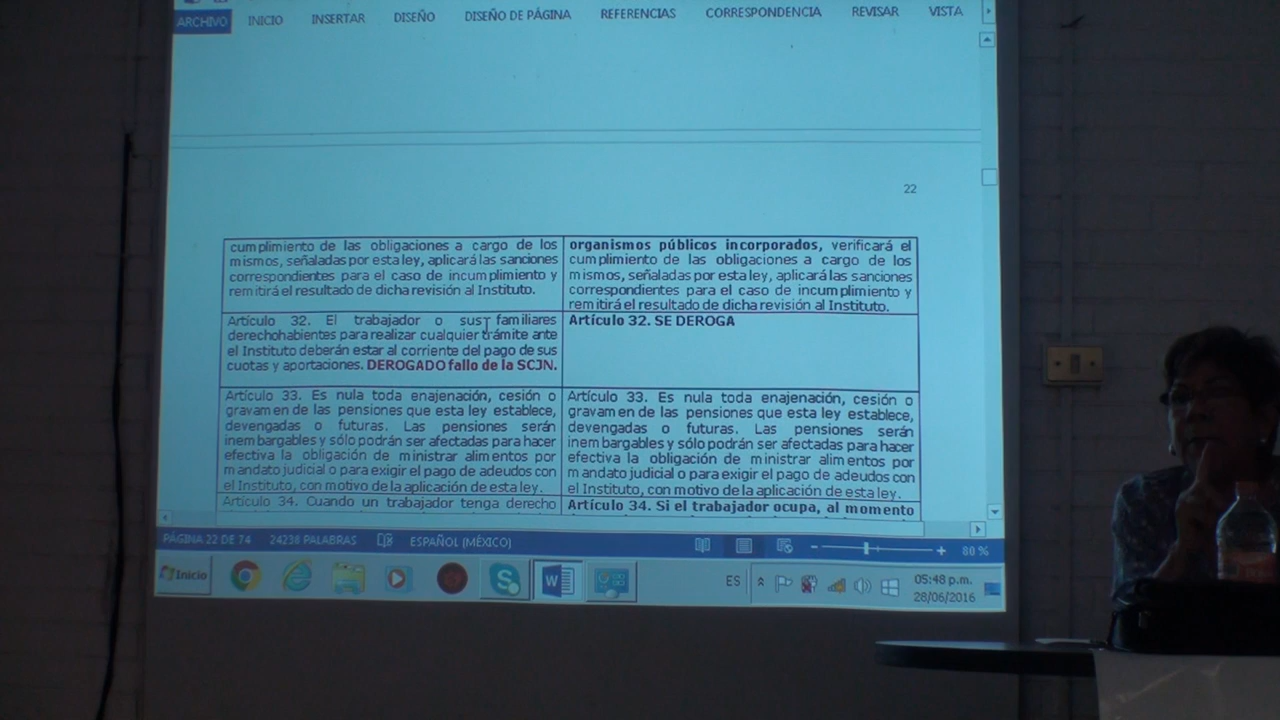 ARCHIVO INICIO INSERTAR DISEÑO DISEÑO DE PÁGINA REFERENCIAS CORRESPONDENCIA REVISAR VISTA
22
cumplimiento de las obligaciones a cargo de los
mismos, señaladas por esta ley, aplicará las sanciones
correspondientes para el caso de incumplimiento y
remitirá el resultado de dicha revisión al Instituto.
organismos públicos incorporados, verificará el
cumplimiento de las obligaciones a cargo de los
mismos, señaladas por esta ley, aplicará las sanciones
correspondientes para el caso de incumplimiento y
remitirá el resultado de dicha revisión al Instituto.
Artículo 32. El trabajador o sus familiares
derechohabientes para realizar cualquier trámite ante
el Instituto deberán estar al corriente del pago de sus
cuotas y aportaciones. DEROGADO fallo de la SCJN.
Artículo 32. SE DEROGA
Artículo 33. Es nula toda enajenación, cesión o
gravamen de las pensiones que esta ley establece,
devengadas o futuras. Las pensiones serán
inembargables y sólo podrán ser afectadas para hacer
efectiva la obligación de ministrar alimentos por
mandato judicial o para exigir el pago de adeudos con
el Instituto, con motivo de la aplicación de esta ley.
Artículo 33. Es nula toda enajenación, cesión o
gravamen de las pensiones que esta ley establece,
devengadas o futuras. Las pensiones serán
inembargables y sólo podrán ser afectadas para hacer
efectiva la obligación de ministrar alimentos por
mandato judicial o para exigir el pago de adeudos con
el Instituto, con motivo de la aplicación de esta ley.
Artículo 34. Cuando un trabajador tenga derecho
Artículo 34. Si el trabajador ocupa, al momento
PÁGINA 22 DE 74 24238 PALABRAS ESPAÑOL (MÉXICO) 80 %
Inicio ES 05:48 p.m.
28/06/2016